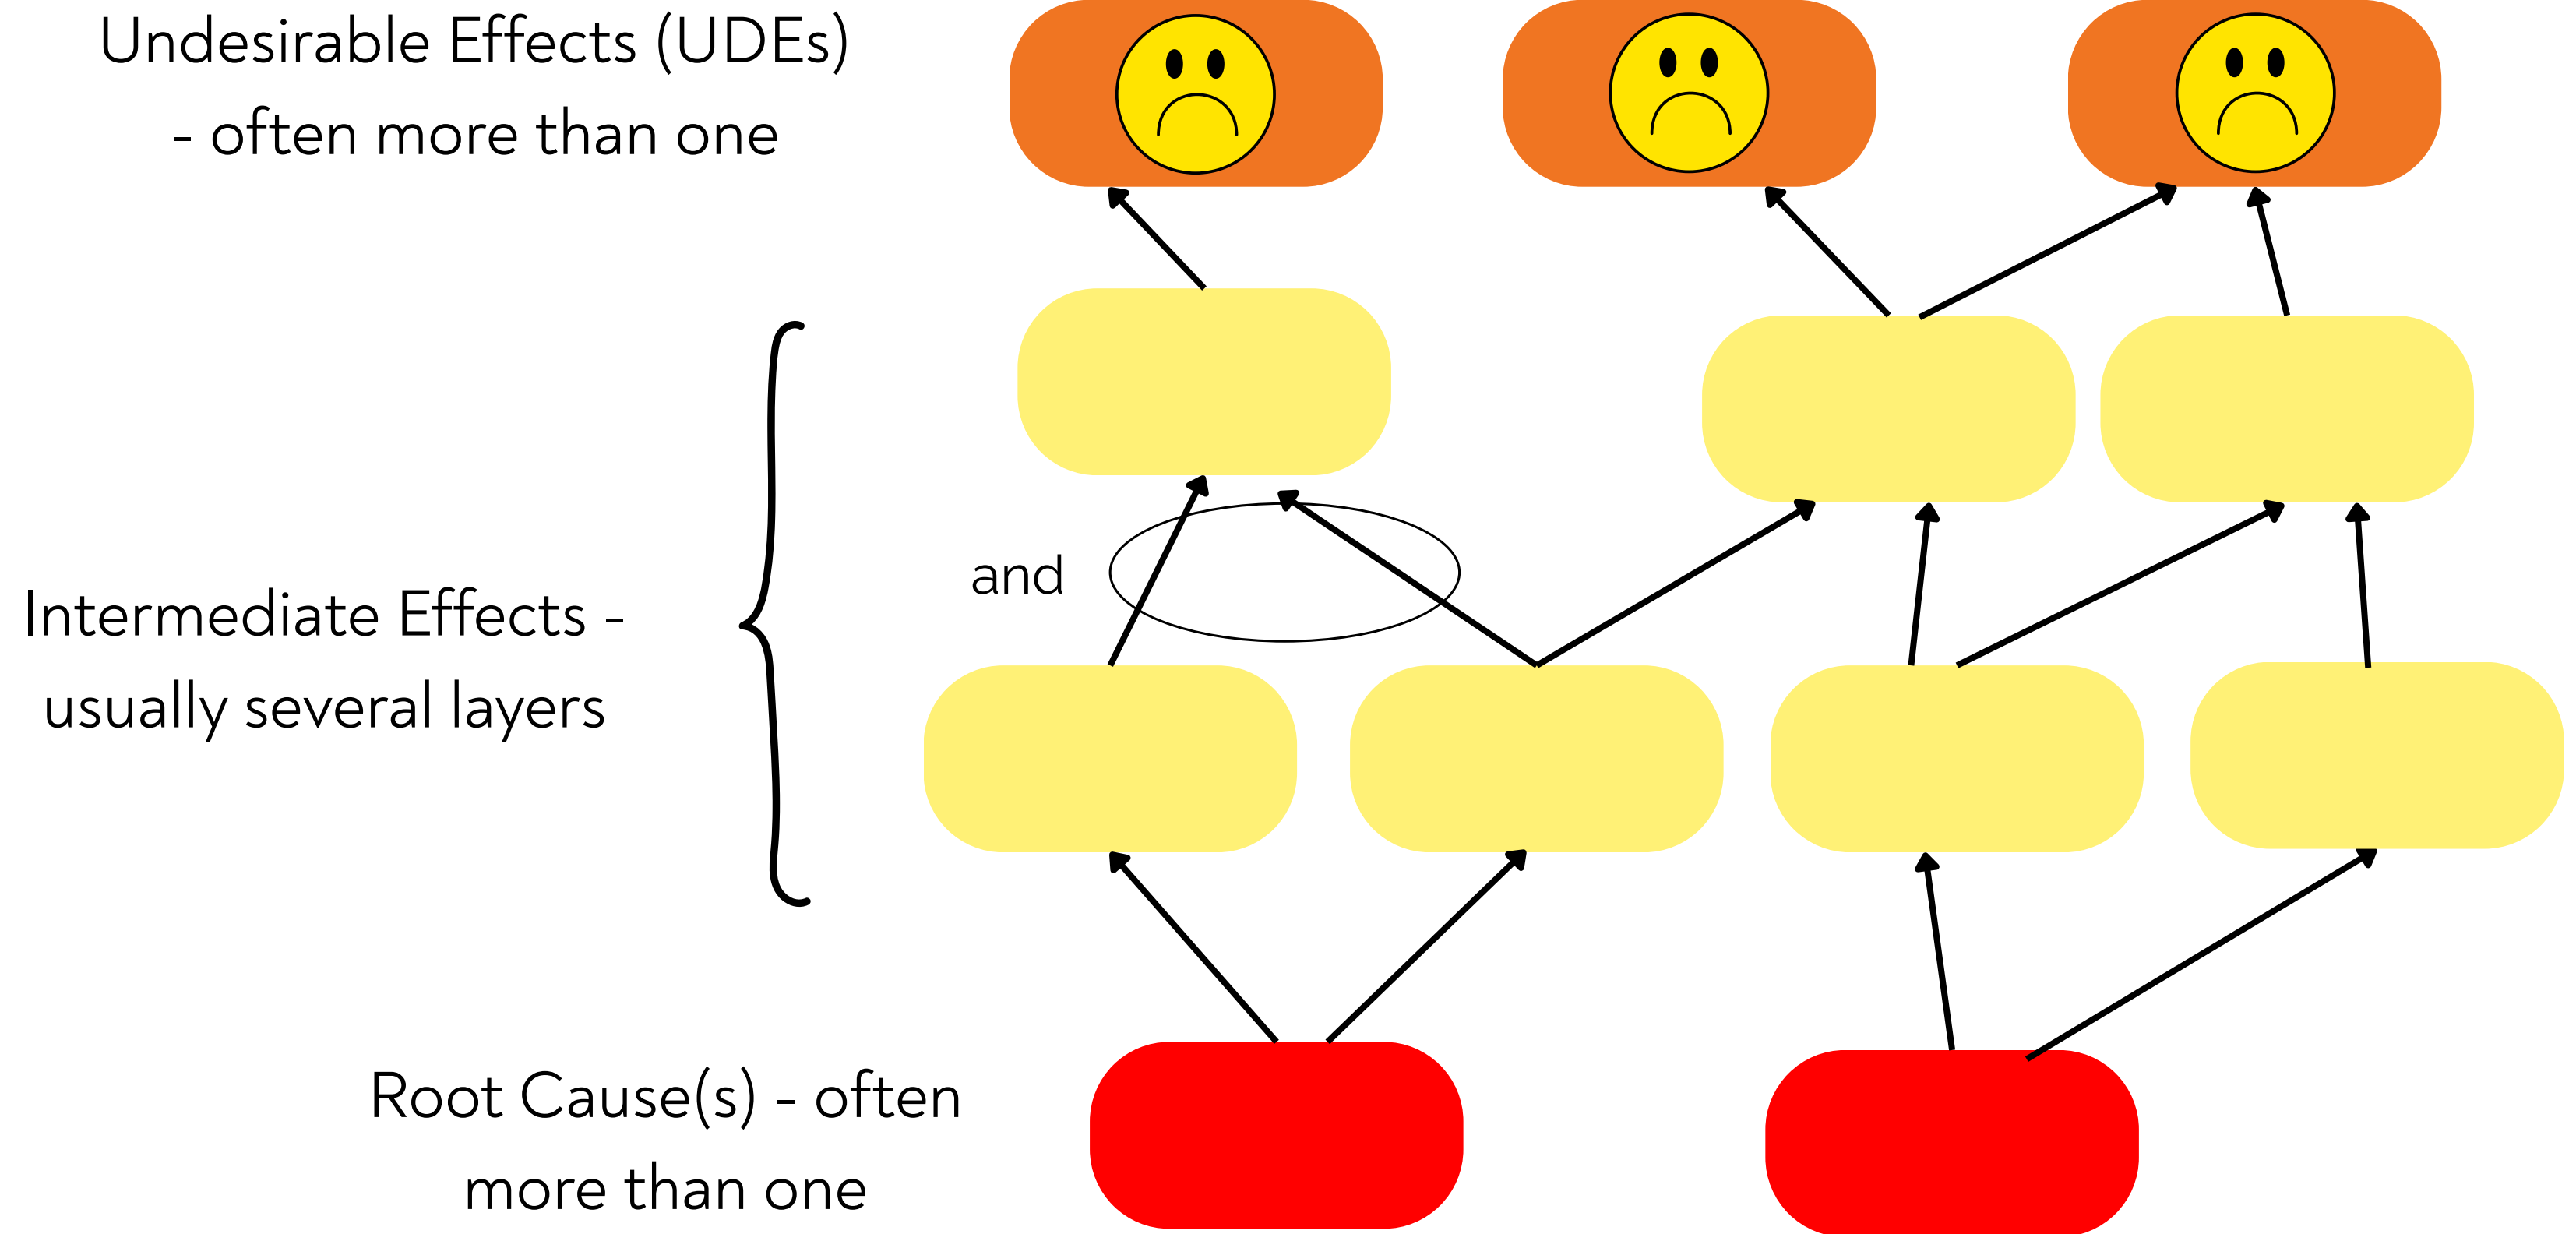 Undesirable Effects (UDEs)
- often more than one
and
Intermediate Effects -
usually several layers
Root Cause(s) - often
more than one